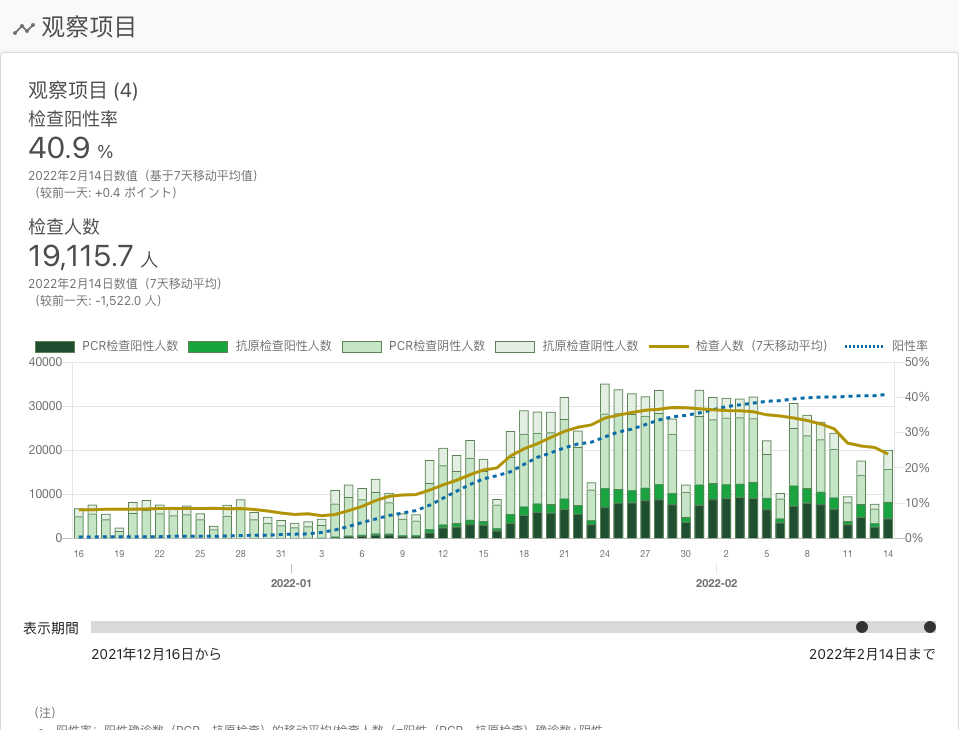 观察项目
观察项目 (4)
检查阳性率
40.9 %
2022年2月14日数值（基于7天移动平均值）
（较前一天: +0.4 ポイント）
检查人数
19,115.7 人
2022年2月14日数值（7天移动平均）
（较前一天: -1,522.0 人）
PCR检查阳性人数 抗原检查阳性人数 PCR检查阴性人数 抗原检查阴性人数 检查人数（7天移动平均） 阳性率
40000 50%
40%
30000
30%
20000
20%
10000 10%
0 0%
16 19 22 25 28 31 3 6 9 12 15 18 21 24 27 30 2 5 8 11 14
2022-01 2022-02
表示期間
2021年12月16日から 2022年2月14日まで
（注）